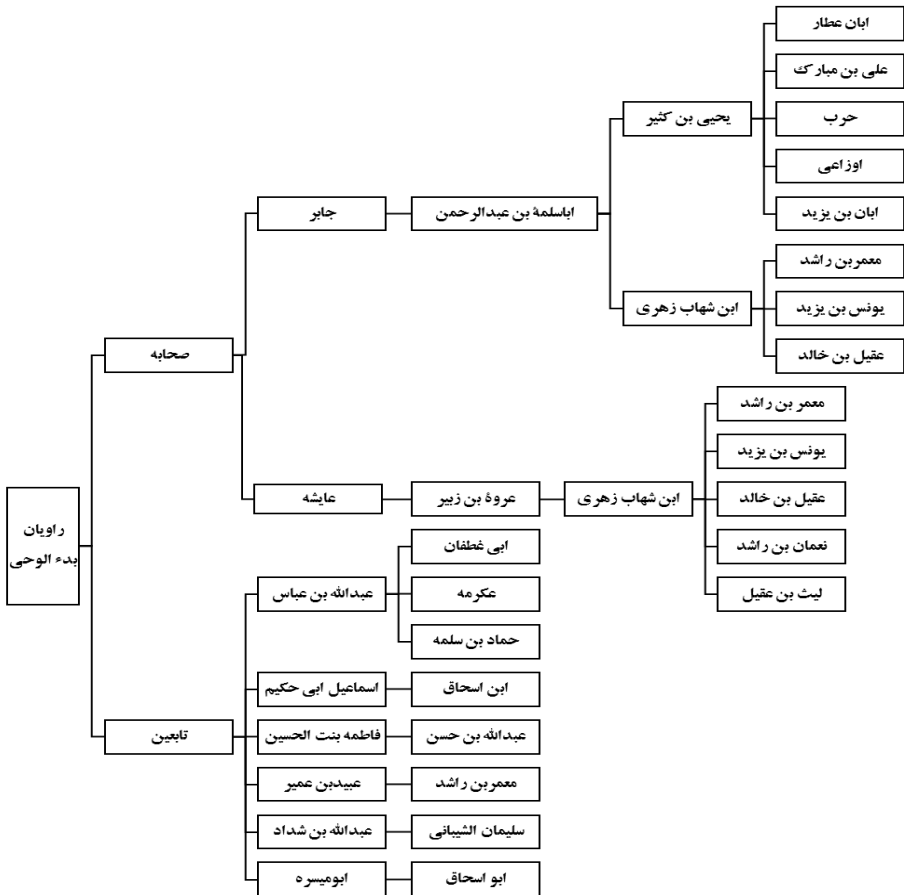 راویان
بدء الوحی
صحابه
جابر
اباسلمۀ بن عبدالرحمن
یحیی بن کثیر
ابان عطار
علی بن مبارک
حرب
اوزاعی
ابان بن یزید
ابن شهاب زهری
معمربن راشد
یونس بن یزید
عقیل بن خالد
عایشه
عروۀ بن زبیر
ابن شهاب زهری
معمر بن راشد
یونس بن یزید
عقیل بن خالد
نعمان بن راشد
لیث بن عقیل
تابعین
عبدالله بن عباس
ابی غطفان
عکرمه
حماد بن سلمه
اسماعیل ابی حکیم
ابن اسحاق
فاطمه بنت الحسین
عبدالله بن حسن
عبیدبن عمیر
معمربن راشد
عبدالله بن شداد
سلیمان الشیبانی
ابومیسره
ابو اسحاق